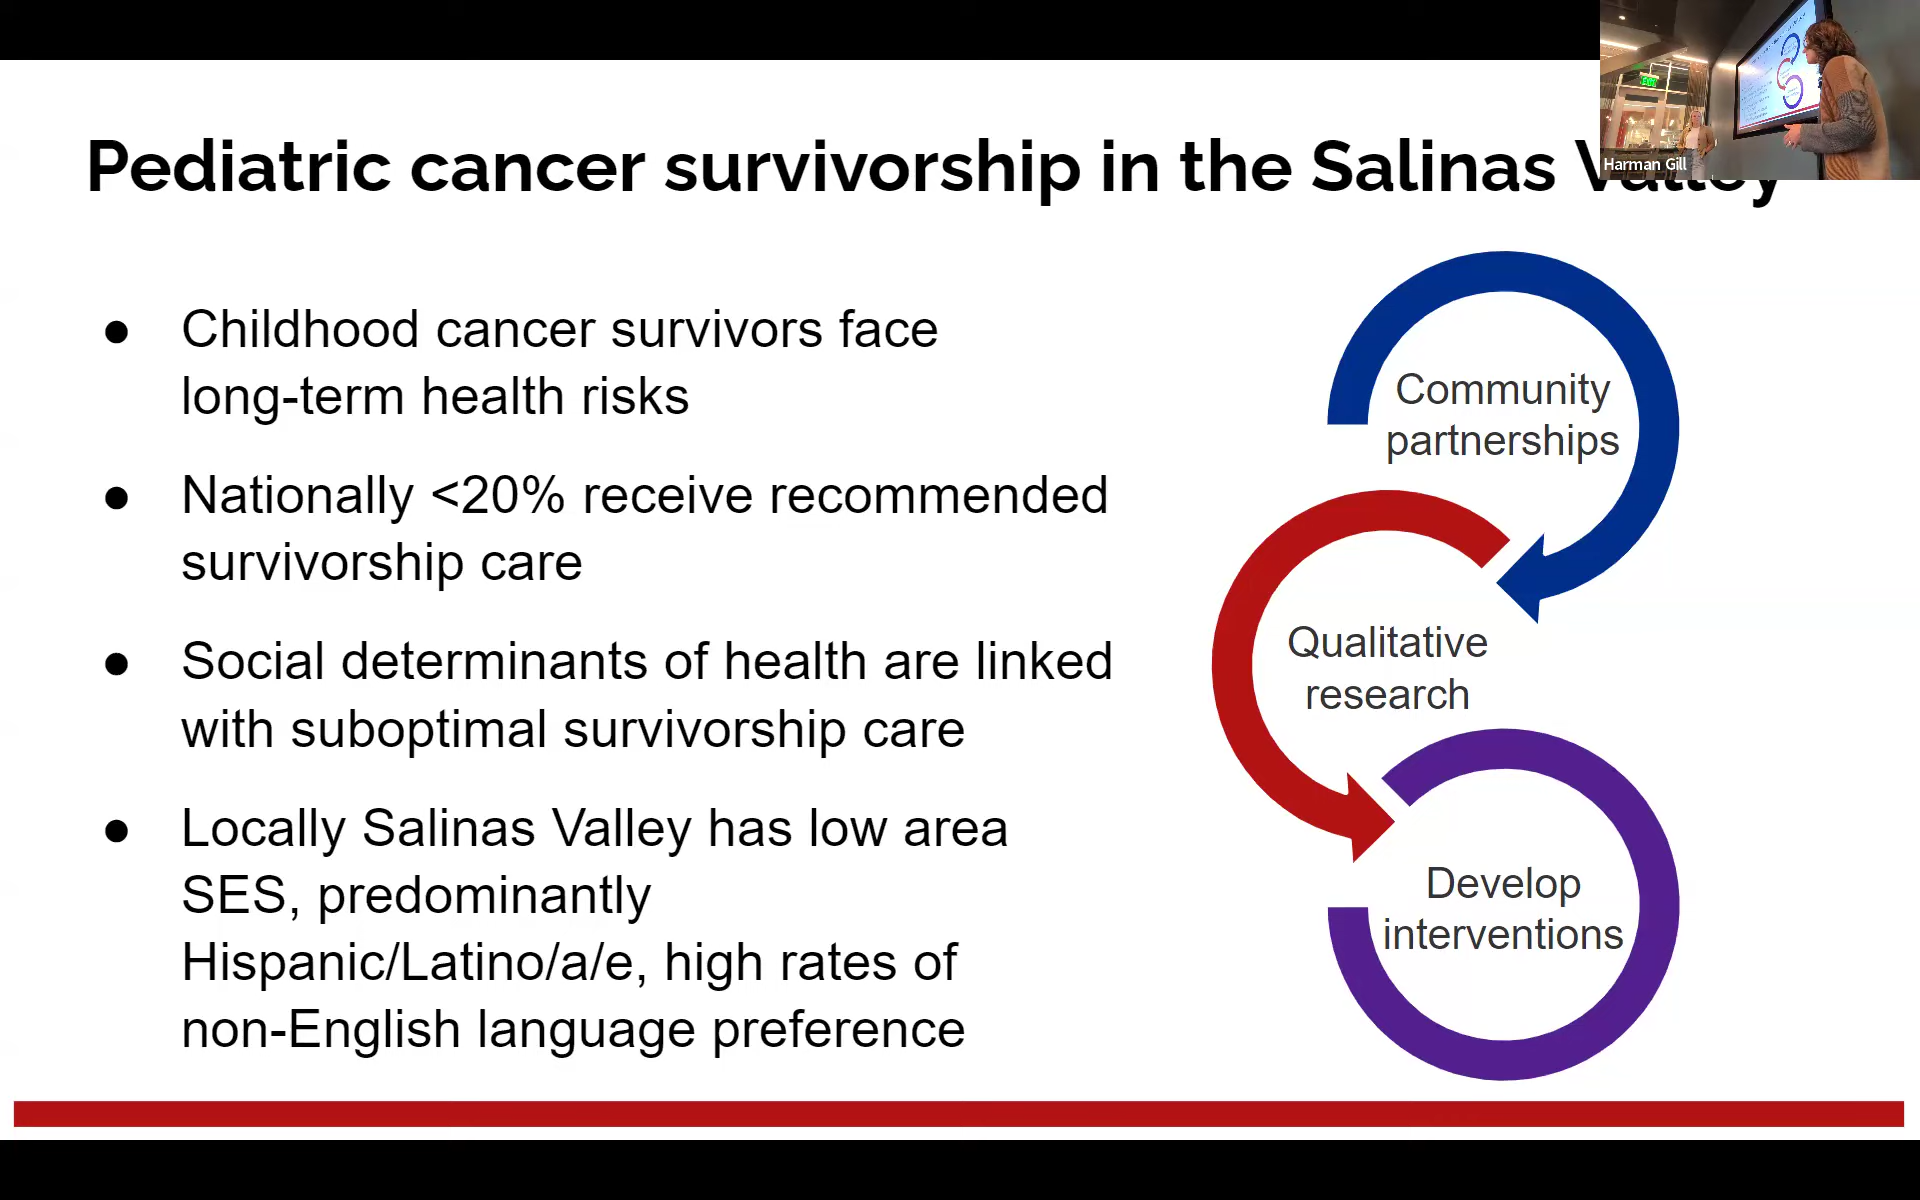 Pediatric cancer survivorship in the Salinas Valley
Harman Gill
EXIT
● Childhood cancer survivors face
long-term health risks
● Nationally <20% receive recommended
survivorship care
● Social determinants of health are linked
with suboptimal survivorship care
● Locally Salinas Valley has low area
SES, predominantly
Hispanic/Latino/a/e, high rates of
non-English language preference
Community
partnerships
Qualitative
research
Develop
interventions